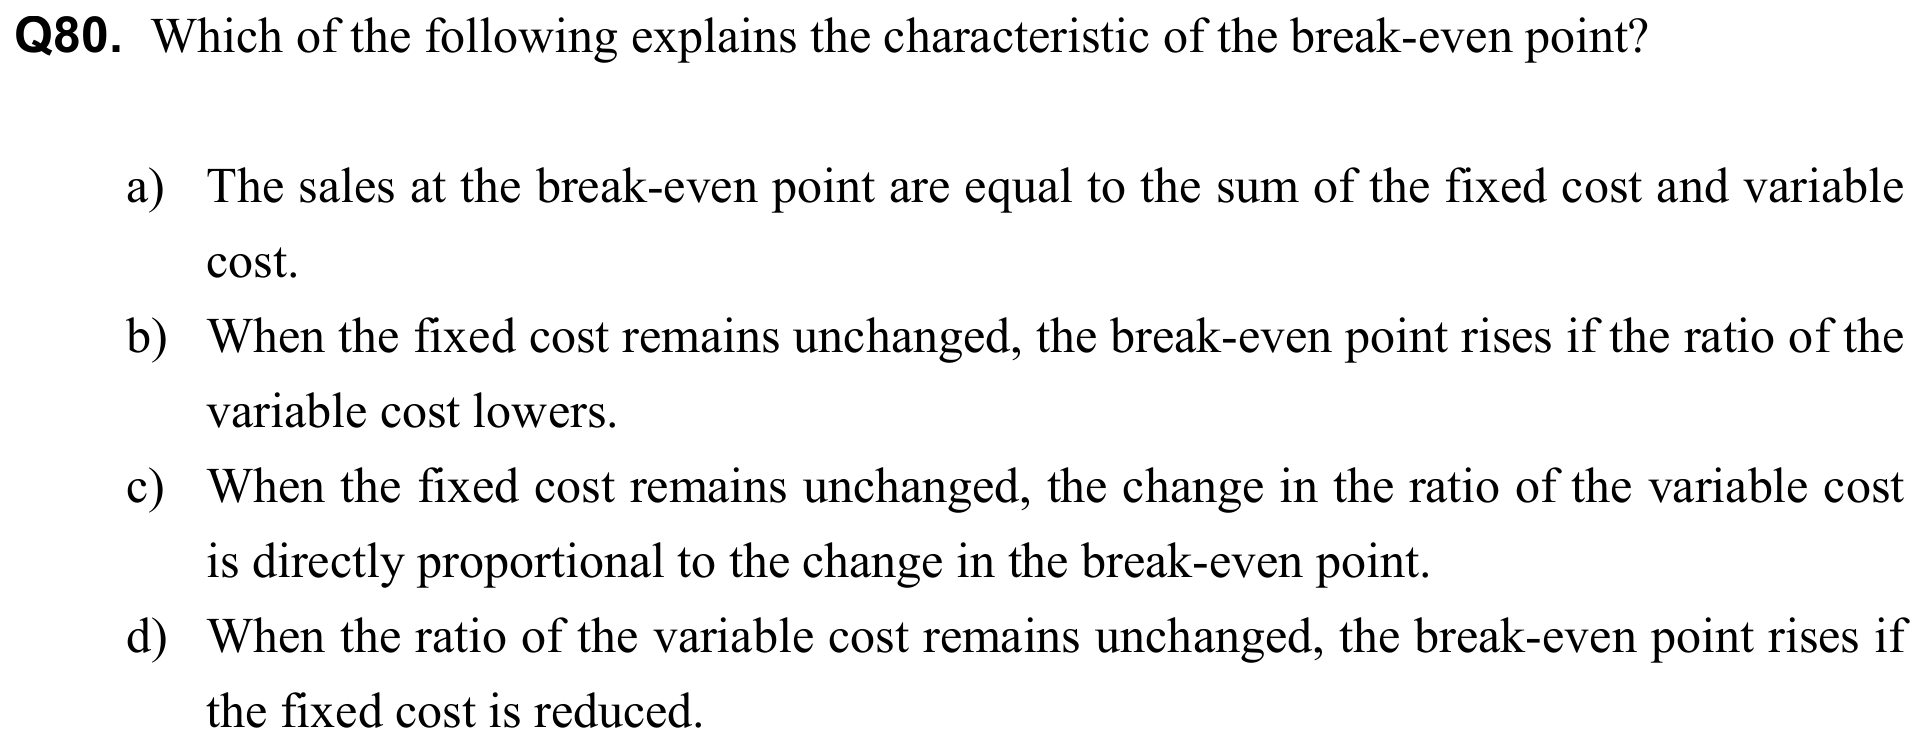 Q80. Which of the following explains the characteristic of the break-even point?
a) The sales at the break-even point are equal to the sum of the fixed cost and variable
cost.
b) When the fixed cost remains unchanged, the break-even point rises if the ratio of the
variable cost lowers.
c) When the fixed cost remains unchanged, the change in the ratio of the variable cost
is directly proportional to the change in the break-even point.
d) When the ratio of the variable cost remains unchanged, the break-even point rises if
the fixed cost is reduced.